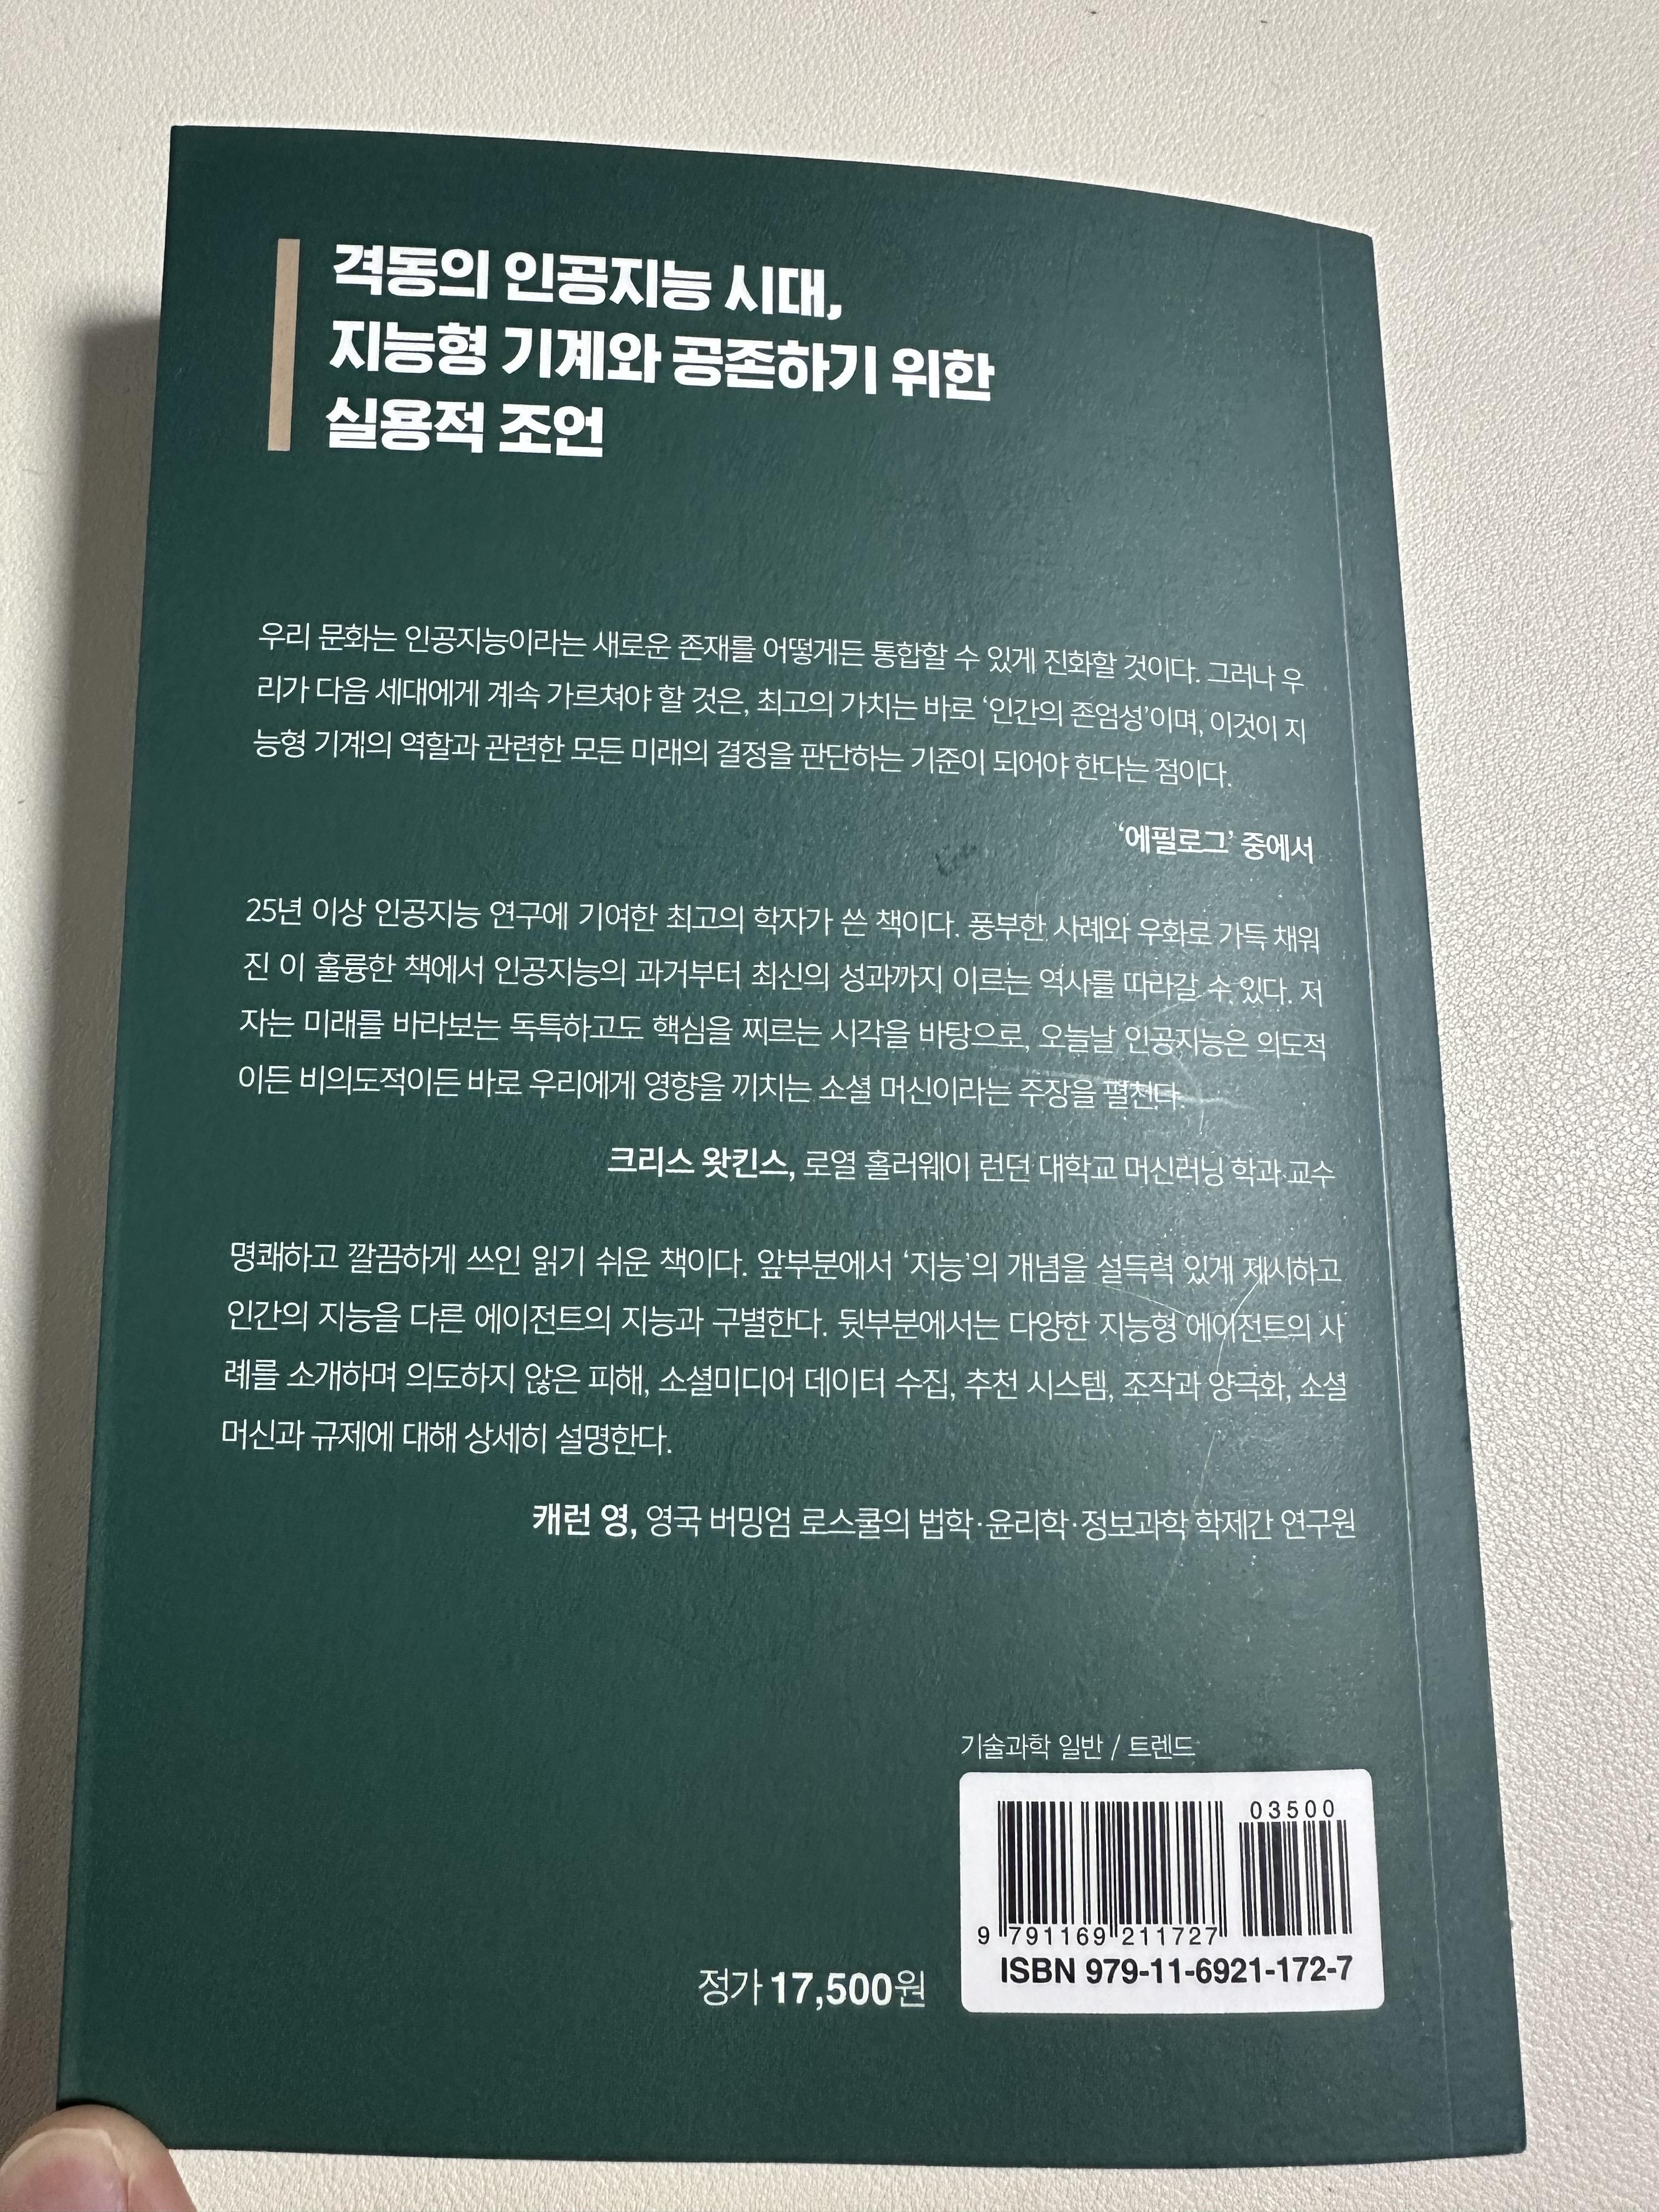 격동의 인공지능 시대,
지능형 기계와 공존하기 위한
실용적 조언
우리 문화는 인공지능이라는 새로운 존재를 어떻게든 통합할 수 있게 진화할 것이다. 그러나 우
리가 다음 세대에게 계속 가르쳐야 할 것은, 최고의 가치는 바로 ‘인간의 존엄성’이며, 이것이 지
능형 기계의 역할과 관련한 모든 미래의 결정을 판단하는 기준이 되어야 한다는 점이다.
‘에필로그’ 중에서
25년 이상 인공지능 연구에 기여한 최고의 학자가 쓴 책이다. 풍부한 사례와 우화로 가득 채워
진 이 훌륭한 책에서 인공지능의 과거부터 최신의 성과까지 이르는 역사를 따라갈 수 있다. 저
자는 미래를 바라보는 독특하고도 핵심을 찌르는 시각을 바탕으로, 오늘날 인공지능은 의도적
이든 비의도적이든 바로 우리에게 영향을 끼치는 소셜 머신이라는 주장을 펼친다.
크리스 왓킨스, 로열 홀러웨이 런던 대학교 머신러닝 학과 교수
명쾌하고 깔끔하게 쓰인 읽기 쉬운 책이다. 앞부분에서 ‘지능’의 개념을 설득력 있게 제시하고
인간의 지능을 다른 에이전트의 지능과 구별한다. 뒷부분에서는 다양한 지능형 에이전트의 사
례를 소개하며 의도하지 않은 피해, 소셜미디어 데이터 수집, 추천 시스템, 조작과 양극화, 소셜
머신과 규제에 대해 상세히 설명한다.
캐런 영, 영국 버밍엄 로스쿨의 법학·윤리학·정보과학 학제간 연구원
기술과학 일반 / 트렌드
03500
9 791169 211727
ISBN 979-11-6921-172-7
정가 17,500원